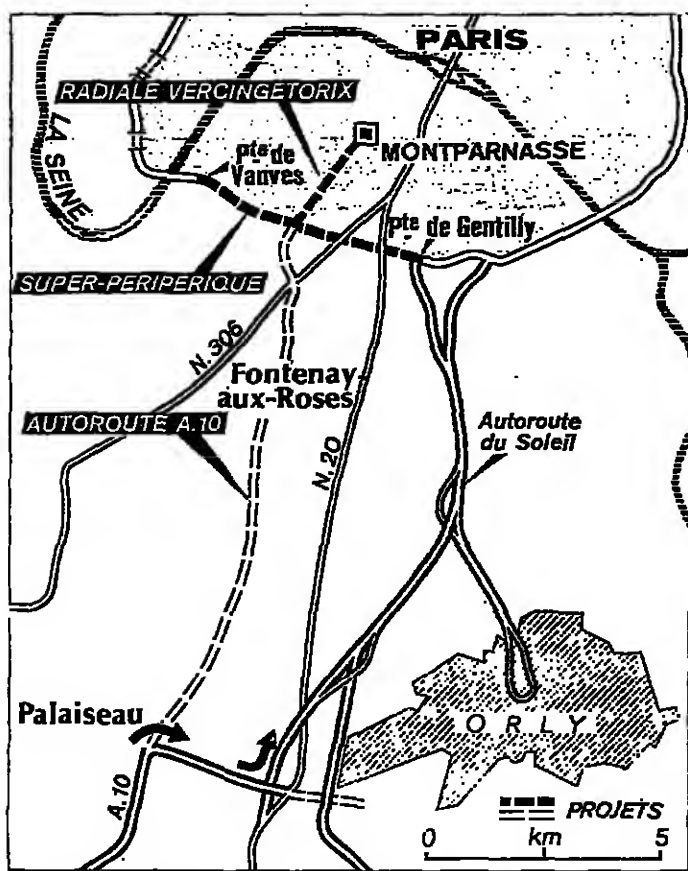 PARIS
RADIALE VERCINGETORIX
LA SEINE
Pte de
Vanves
MONTPARNASSE
Pte de Gentilly
SUPER-PERIPERIQUE
N.306
Fontenay
aux-Roses
AUTOROUTE A.10
N.20
Autoroute
du Soleil
Palaiseau
ORLY
A.10
PROJETS
0 km 5